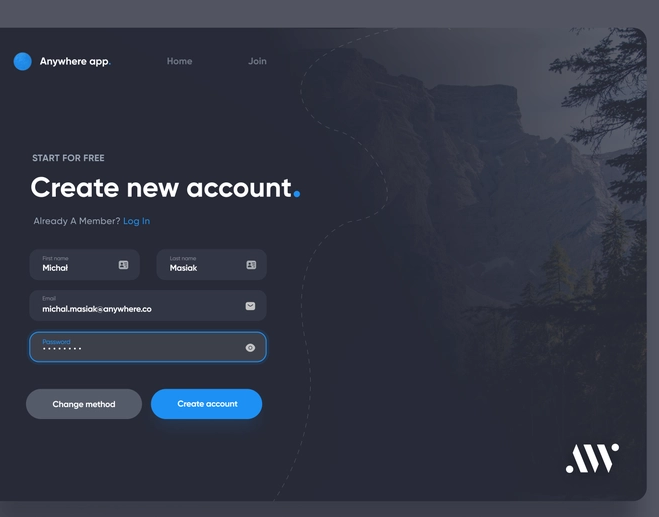 Anywhere app.
Home
Join
START FOR FREE
Create new account.
Already A Member? Log In
First name
Michał
Last name
Masiak
Email
michal.masiak@anywhere.co
Password
Change method
Create account